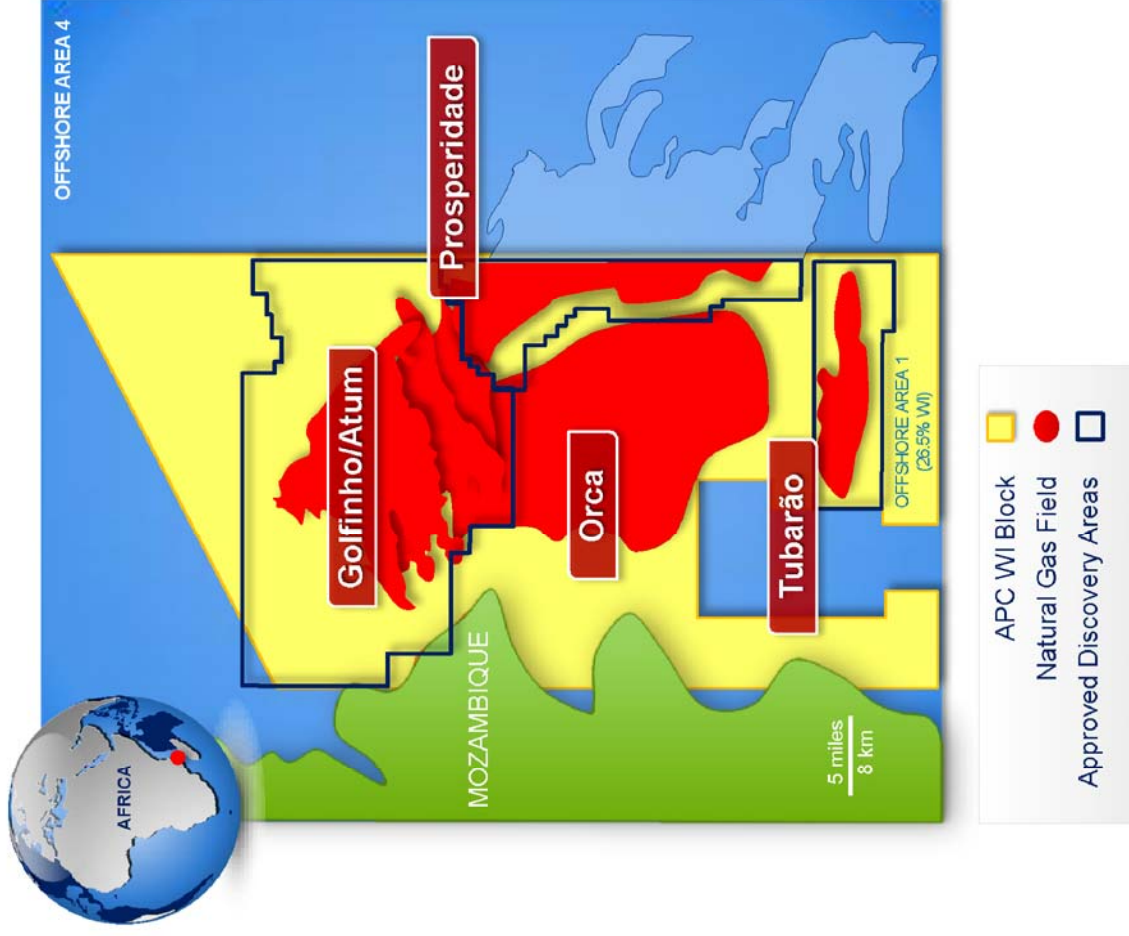 AFRICA
OFFSHORE AREA 4
Prosperidade
Golfinho/Atum
MOZAMBIQUE
Orca
Tubarão
5 miles
8 km
OFFSHORE AREA 1
(26.5% WI)
APC WI Block
Natural Gas Field
Approved Discovery Areas